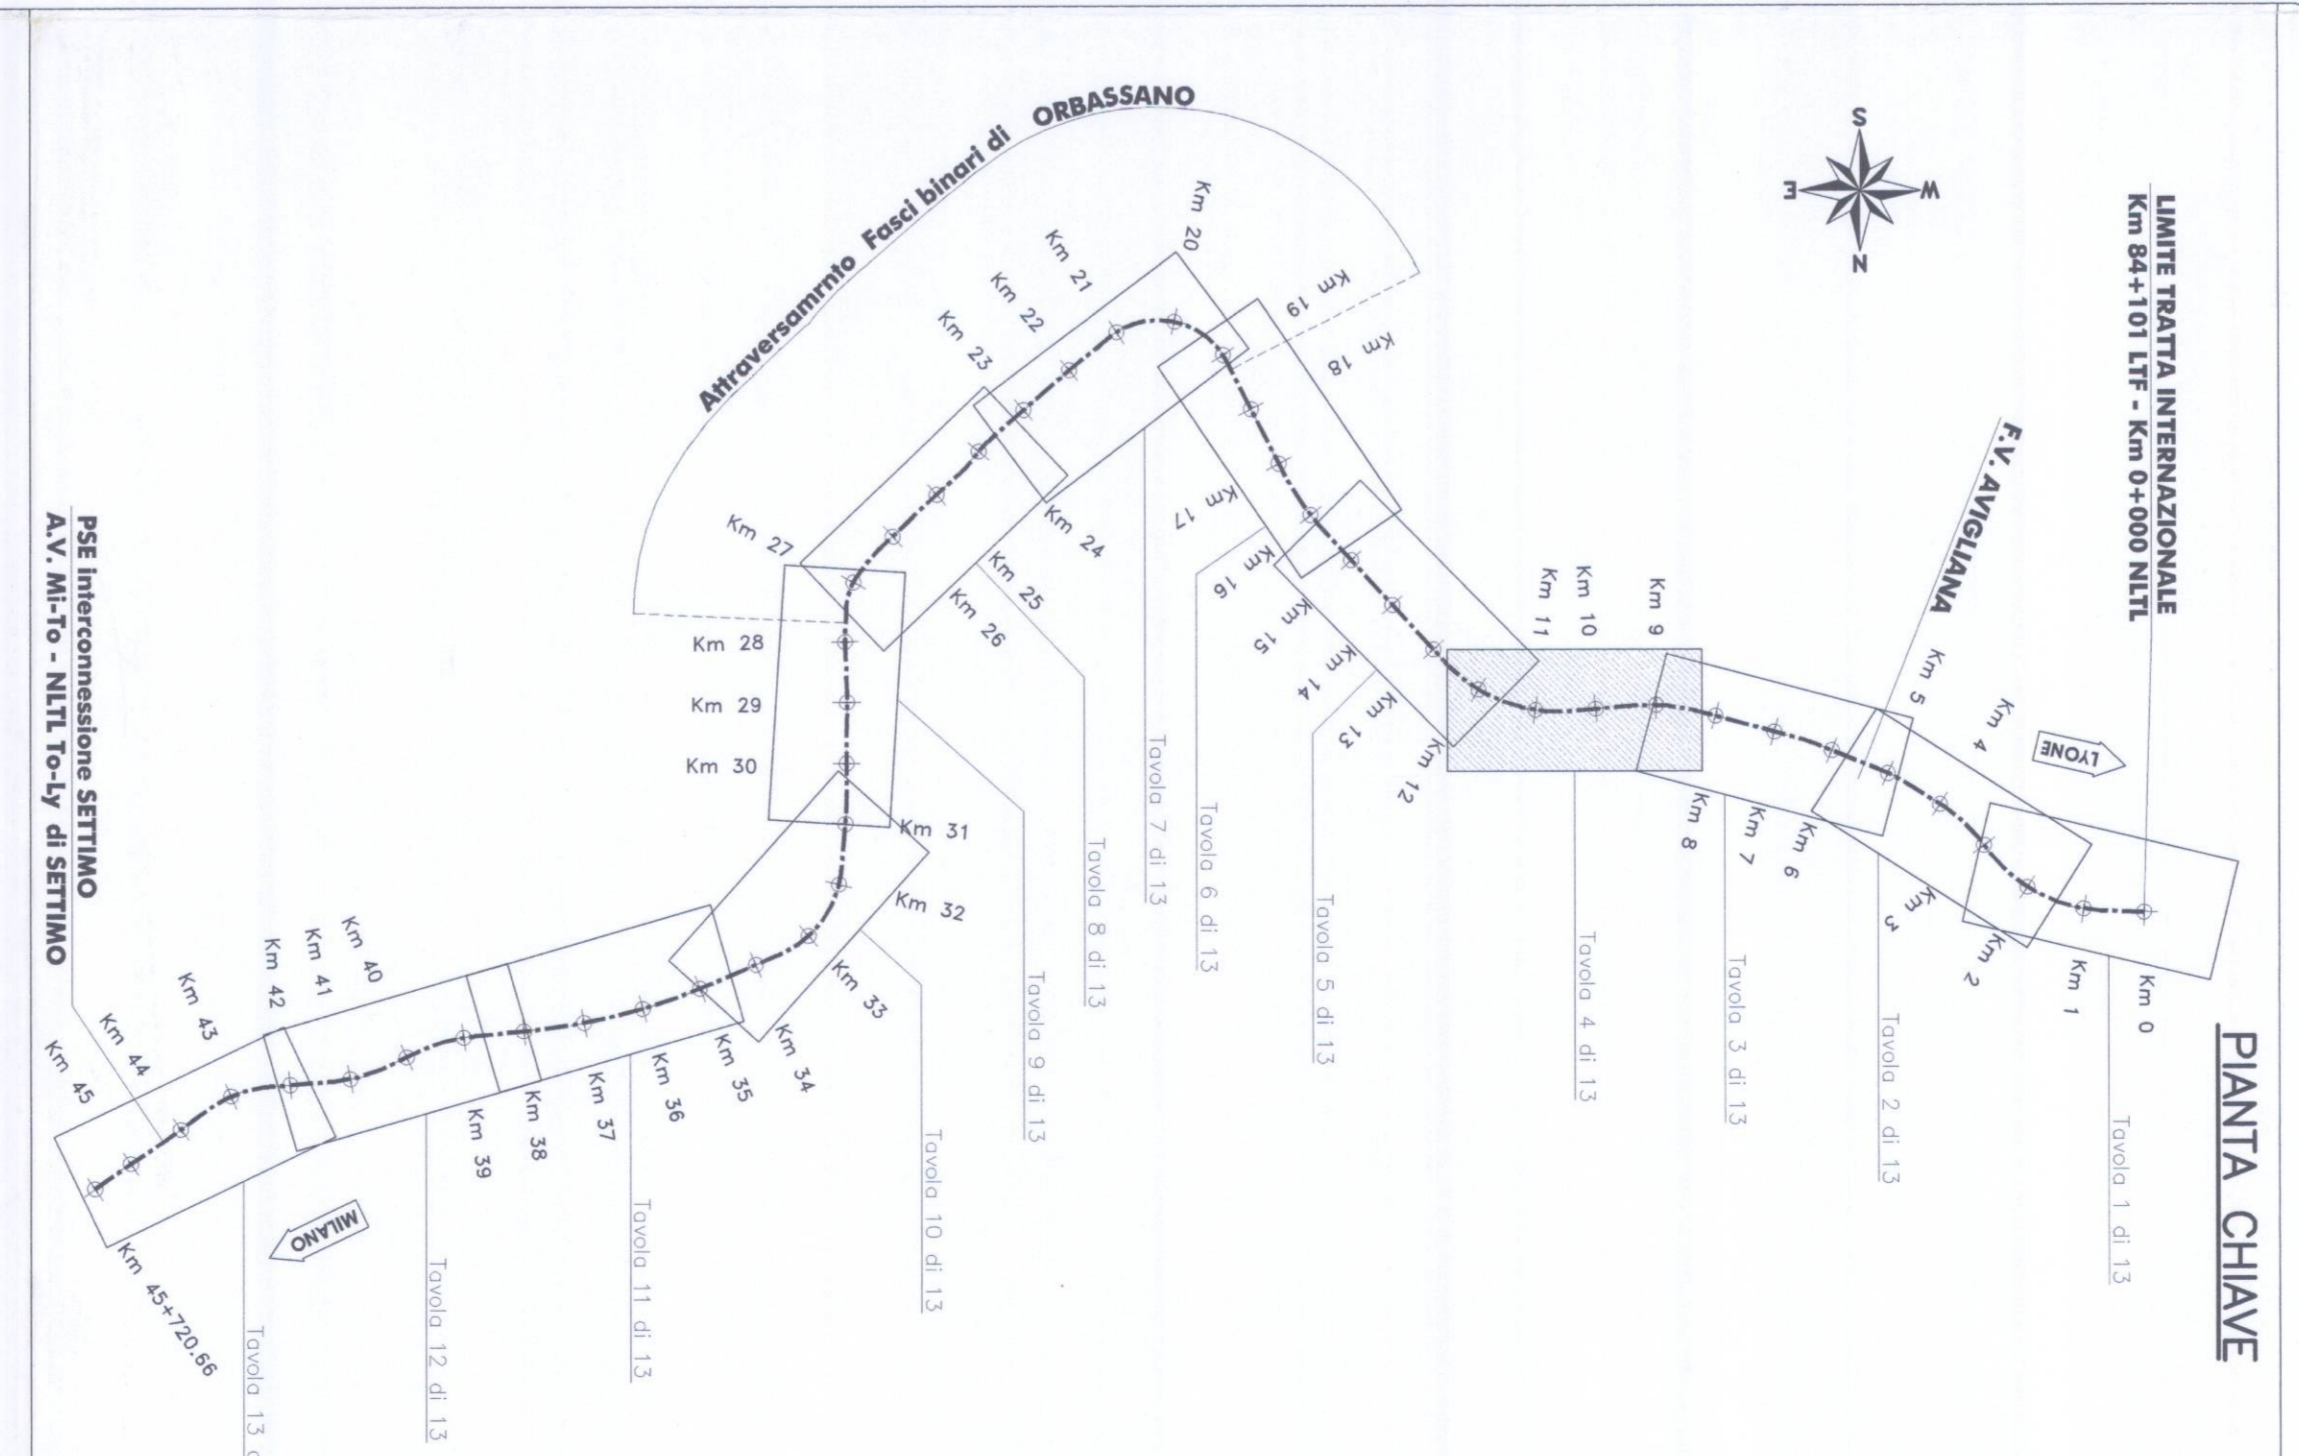 PIANTA CHIAVE
LIMITE TRATTA INTERNAZIONALE
Km 84+101 LTF - Km 0+000 NLTL
F.V. AVIGLIANA
LYONE
S
W
E
N
Attraversamrnto Fasci binari di ORBASSANO
PSE interconnessione SETTIMO
A.V. Mi-To - NLTL To-Ly di SETTIMO
MILANO
Km 0
Km 1
Km 2
Km 3
Km 4
Km 5
Km 6
Km 7
Km 8
Km 9
Km 10
Km 11
Km 12
Km 13
Km 14
Km 15
Km 16
Km 17
Km 18
Km 19
Km 20
Km 21
Km 22
Km 23
Km 24
Km 25
Km 26
Km 27
Km 28
Km 29
Km 30
Km 31
Km 32
Km 33
Km 34
Km 35
Km 36
Km 37
Km 38
Km 39
Km 40
Km 41
Km 42
Km 43
Km 44
Km 45
Km 45+720.66
Tavola 1 di 13
Tavola 2 di 13
Tavola 3 di 13
Tavola 4 di 13
Tavola 5 di 13
Tavola 6 di 13
Tavola 7 di 13
Tavola 8 di 13
Tavola 9 di 13
Tavola 10 di 13
Tavola 11 di 13
Tavola 12 di 13
Tavola 13